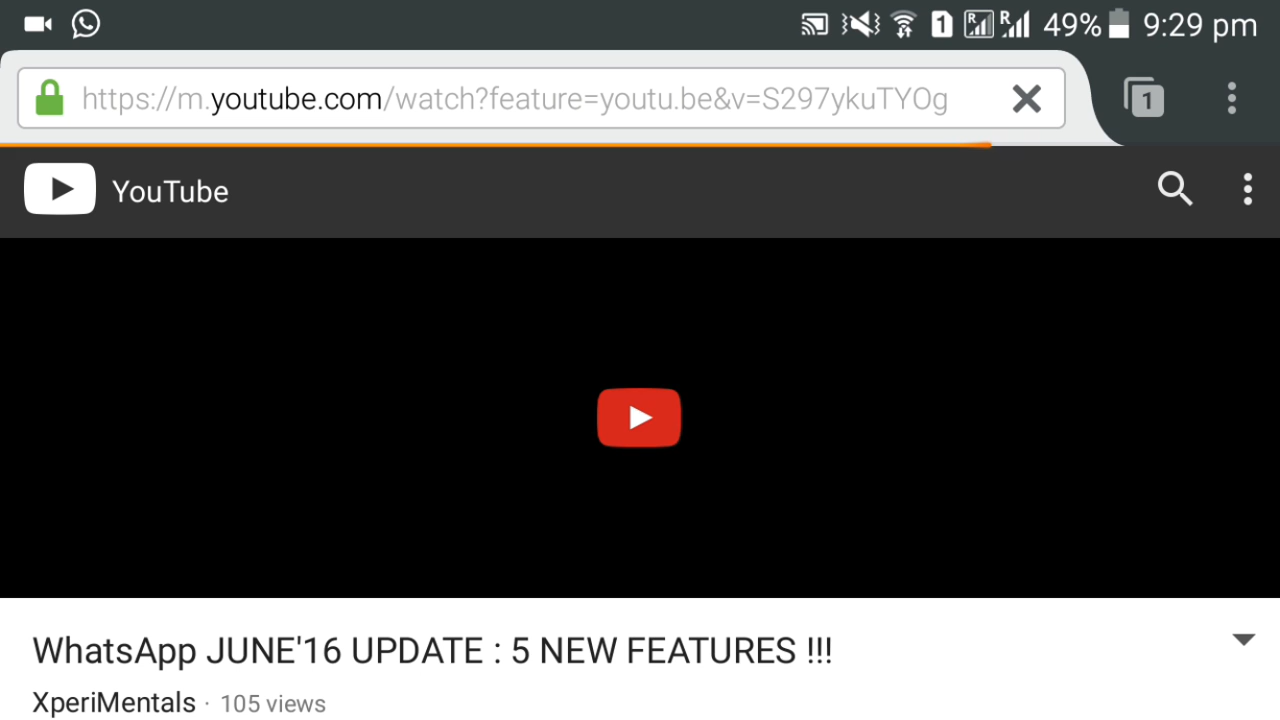 1 R R 49% 9:29 pm
https://m.youtube.com/watch?feature=youtu.be&v=S297ykuTYOg 1
YouTube
WhatsApp JUNE'16 UPDATE : 5 NEW FEATURES !!!
XperiMentals · 105 views